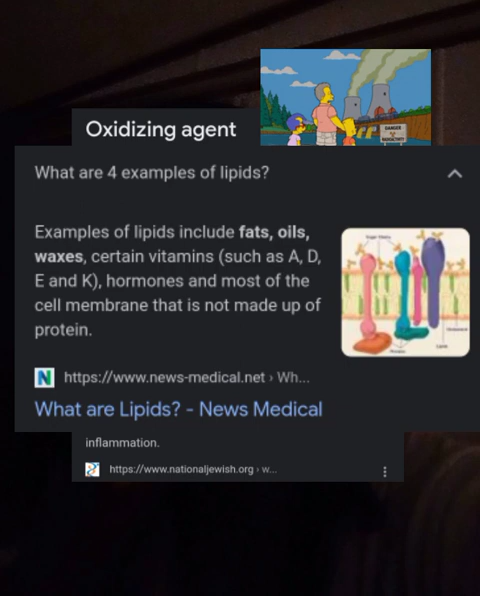 DANGER
Oxidizing agent
What are 4 examples of lipids?
Examples of lipids include fats, oils,
waxes, certain vitamins (such as A, D,
E and K), hormones and most of the
cell membrane that is not made up of
protein.
N https://www.news-medical.net › Wh...
What are Lipids? - News Medical
inflammation.
https://www.nationaljewish.org › w...